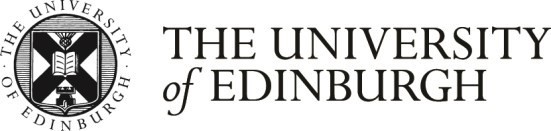 THE UNIVERSITY
OF EDINBURGH
THE UNIVERSITY
of EDINBURGH